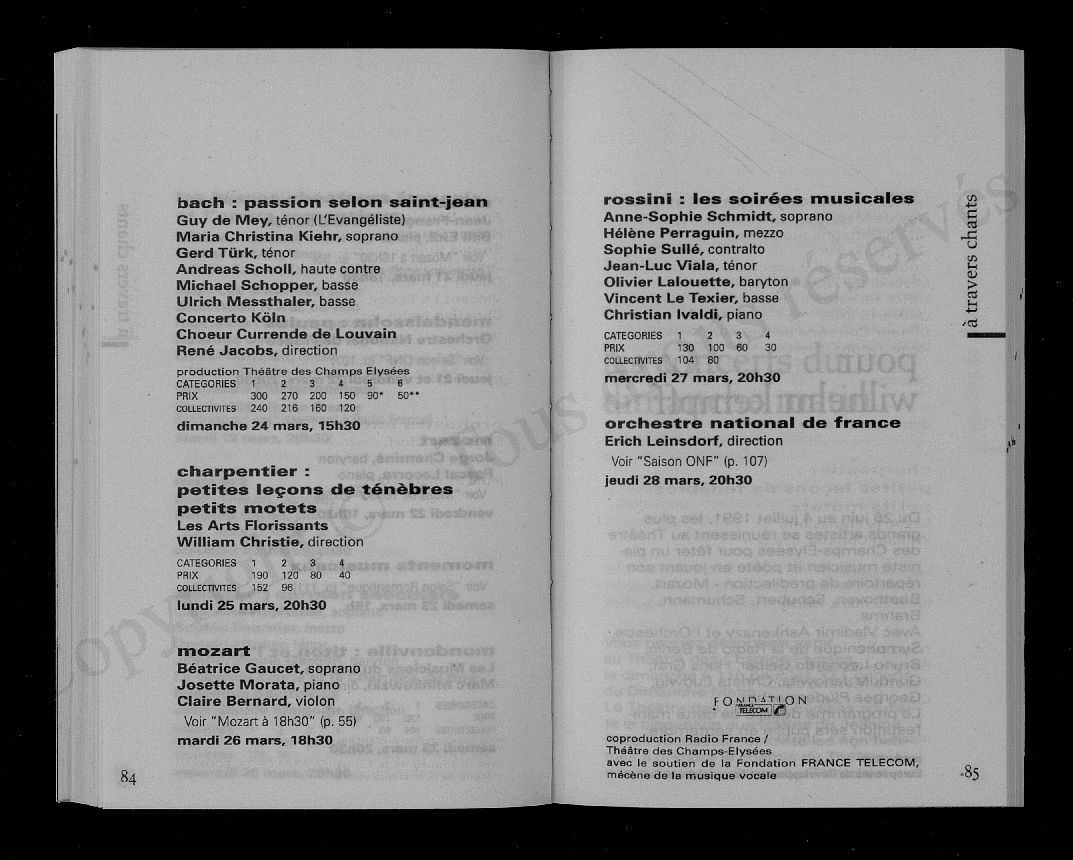 bach : passion selon saint-jean
Guy de Mey, ténor (L'Evangéliste)
Maria Christina Kiehr, soprano
Gerd Türk, ténor
Andreas Scholl, haute contre
Michael Schopper, basse
Ulrich Messthaler, basse
Concerto Köln
Choeur Currende de Louvain
René Jacobs, direction
production Théâtre des Champs Elysées
CATEGORIES 1 2 3 4 5 6
PRIX 300 270 200 150 90* 50**
COLLECTIVITES 240 216 160 120
dimanche 24 mars, 15h30
charpentier :
petites leçons de ténèbres
petits motets
Les Arts Florissants
William Christie, direction
CATEGORIES 1 2 3 4
PRIX 190 120 80 40
COLLECTIVITES 152 96
lundi 25 mars, 20h30
mozart
Béatrice Gaucet, soprano
Josette Morata, piano
Claire Bernard, violon
Voir "Mozart à 18h30" (p. 55)
mardi 26 mars, 18h30
84
rossini : les soirées musicales
Anne-Sophie Schmidt, soprano
Hélène Perraguin, mezzo
Sophie Sullé, contralto
Jean-Luc Viala, ténor
Olivier Lalouette, baryton
Vincent Le Texier, basse
Christian Ivaldi, piano
CATEGORIES 1 2 3 4
PRIX 130 100 60 30
COLLECTIVITES 104 80
mercredi 27 mars, 20h30
orchestre national de france
Erich Leinsdorf, direction
Voir "Saison ONF" (p. 107)
jeudi 28 mars, 20h30
FONDATION
FRANCE
TELECOM
coproduction Radio France /
Théâtre des Champs-Elysées
avec le soutien de la Fondation FRANCE TELECOM,
mécène de la musique vocale
à travers chants
85